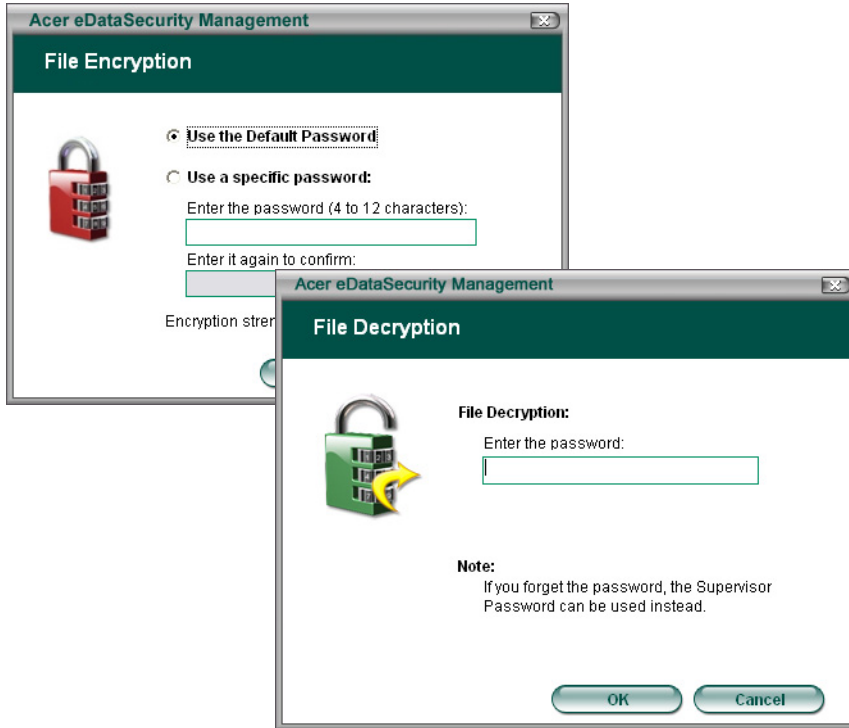 Acer eDataSecurity Management
File Encryption
Use the Default Password
Use a specific password:
Enter the password (4 to 12 characters):
Enter it again to confirm:
Encryption
Acer eDataSecurity Management
File Decryption
File Decryption:
Enter the password:
Note:
If you forget the password, the Supervisor
Password can be used instead.
OK
Cancel